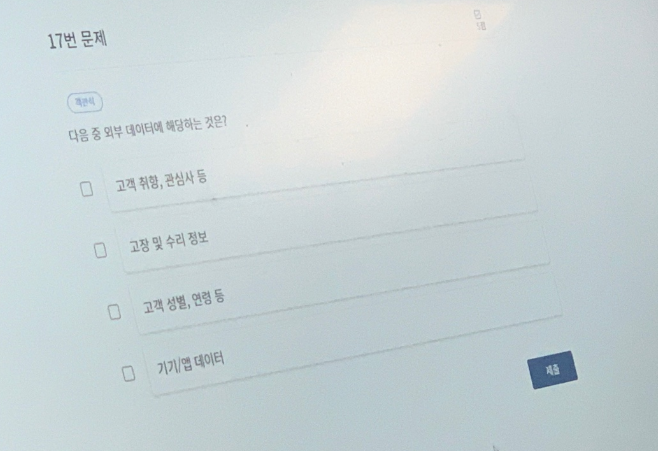 17번 문제
객관식
다음 중 외부 데이터에 해당하는 것은?
고객 취향, 관심사 등
고장 및 수리 정보
고객 성별, 연령 등
기기/앱 데이터
제출